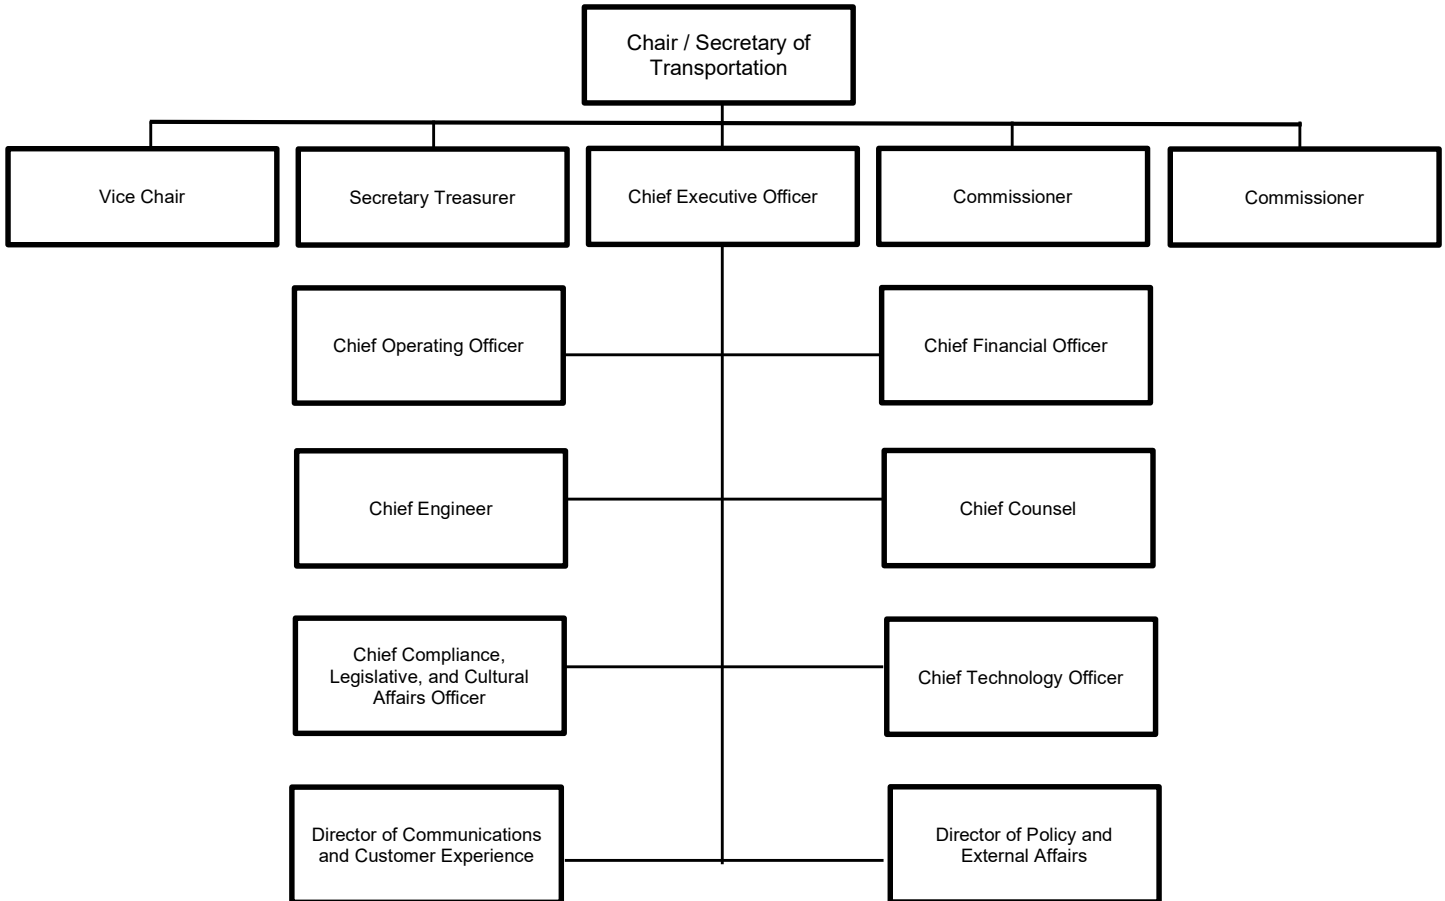 Chair / Secretary of
Transportation
Vice Chair
Secretary Treasurer
Chief Executive Officer
Commissioner
Commissioner
Chief Operating Officer
Chief Financial Officer
Chief Engineer
Chief Counsel
Chief Compliance,
Legislative, and Cultural
Affairs Officer
Chief Technology Officer
Director of Communications
and Customer Experience
Director of Policy and
External Affairs